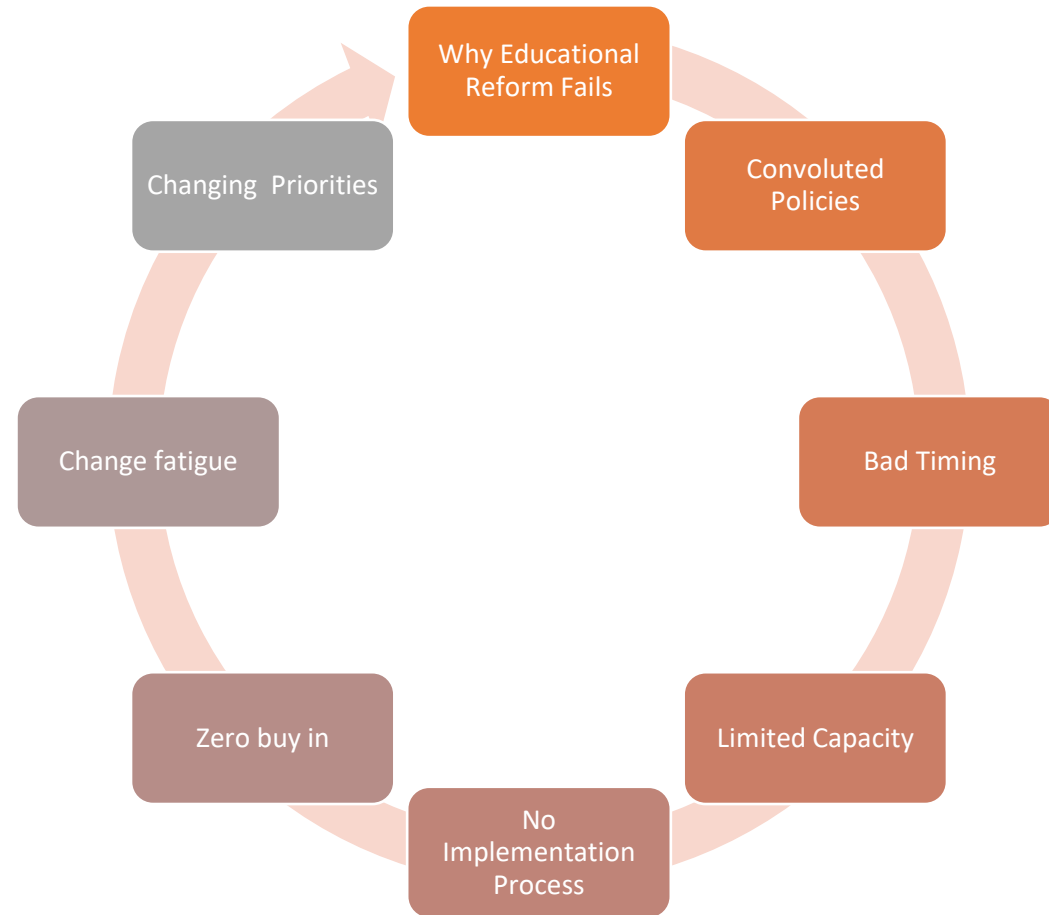 Why Educational
Reform Fails
Convoluted
Policies
Bad Timing
Limited Capacity
No
Implementation
Process
Zero buy in
Change fatigue
Changing  Priorities